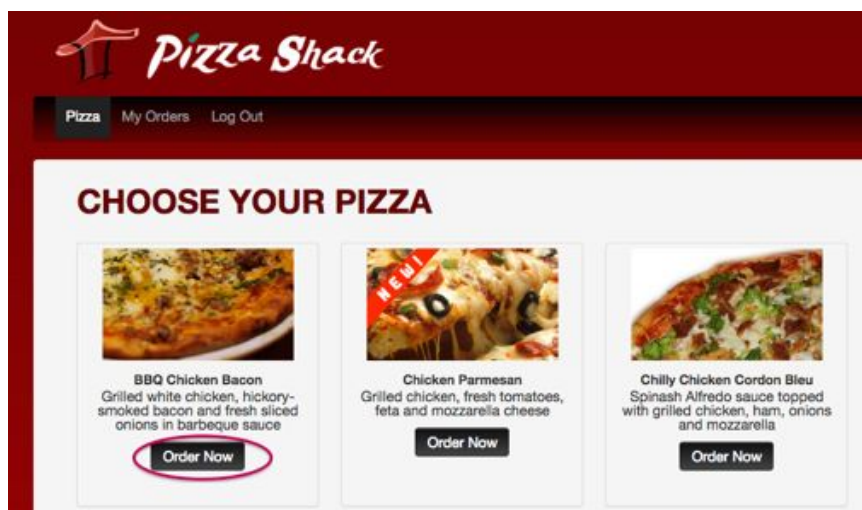 Pizza Shack
Pizza My Orders Log Out
CHOOSE YOUR PIZZA
BBQ Chicken Bacon
Grilled white chicken, hickory-
smoked bacon and fresh sliced
onions in barbeque sauce
Order Now
NEW!
Chicken Parmesan
Grilled chicken, fresh tomatoes,
feta and mozzarella cheese
Order Now
Chilly Chicken Cordon Bleu
Spinash Alfredo sauce topped
with grilled chicken, ham, onions
and mozzarella
Order Now